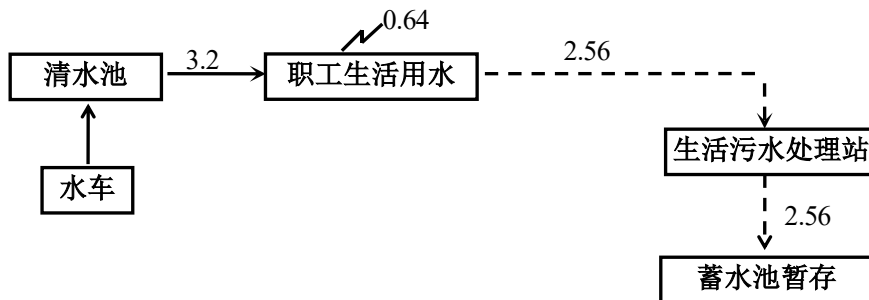 0.64
清水池
3.2
职工生活用水
2.56
水车
生活污水处理站
2.56
蓄水池暂存